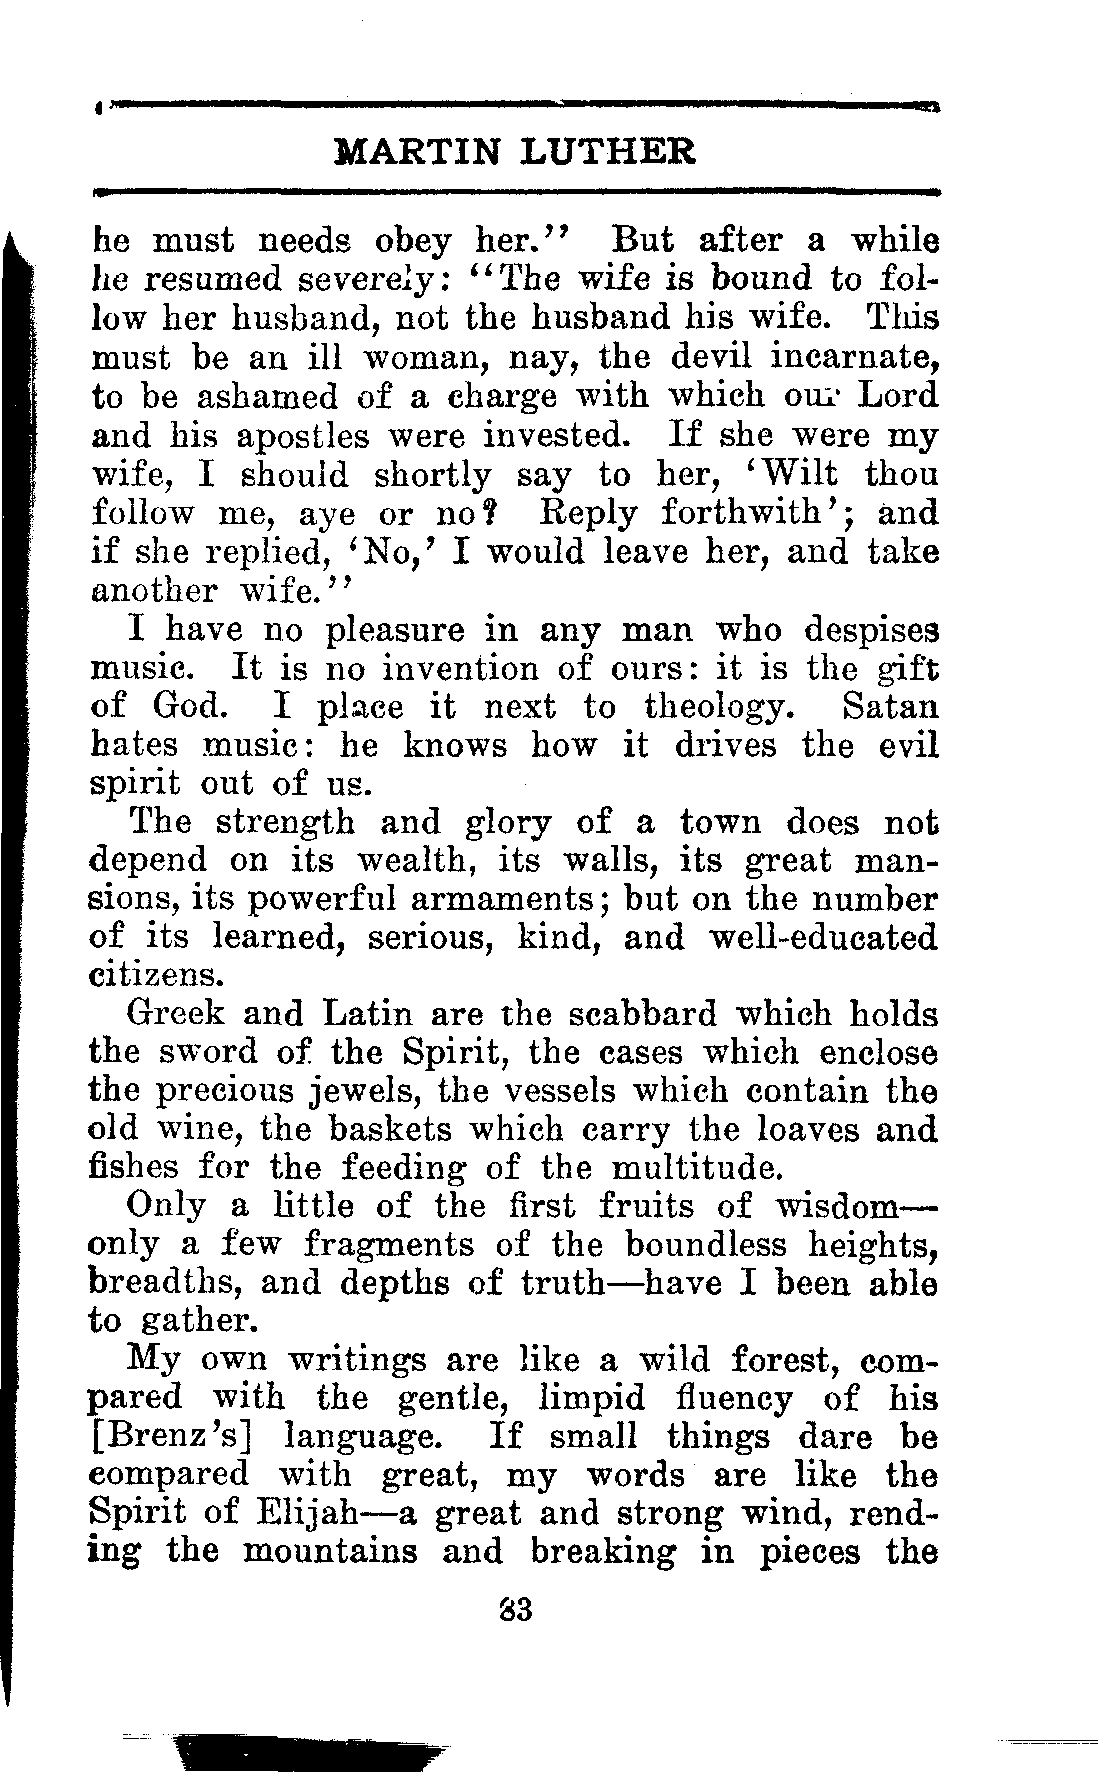 MARTIN LUTHER
he must needs obey her.'' But after a while
he resumed severely: ``The wife is bound to fol-
low her husband, not the husband his wife. This
must be an ill woman, nay, the devil incarnate,
to be ashamed of a charge with which our Lord
and his apostles were invested. If she were my
wife, I should shortly say to her, `Wilt thou
follow me, aye or no? Reply forthwith'; and
if she replied, `No,' I would leave her, and take
another wife.''
I have no pleasure in any man who despises
music. It is no invention of ours: it is the gift
of God. I place it next to theology. Satan
hates music: he knows how it drives the evil
spirit out of us.
The strength and glory of a town does not
depend on its wealth, its walls, its great man-
sions, its powerful armaments; but on the number
of its learned, serious, kind, and well-educated
citizens.
Greek and Latin are the scabbard which holds
the sword of the Spirit, the cases which enclose
the precious jewels, the vessels which contain the
old wine, the baskets which carry the loaves and
fishes for the feeding of the multitude.
Only a little of the first fruits of wisdom—
only a few fragments of the boundless heights,
breadths, and depths of truth—have I been able
to gather.
My own writings are like a wild forest, com-
pared with the gentle, limpid fluency of his
[Brenz's] language. If small things dare be
compared with great, my words are like the
Spirit of Elijah—a great and strong wind, rend-
ing the mountains and breaking in pieces the
83